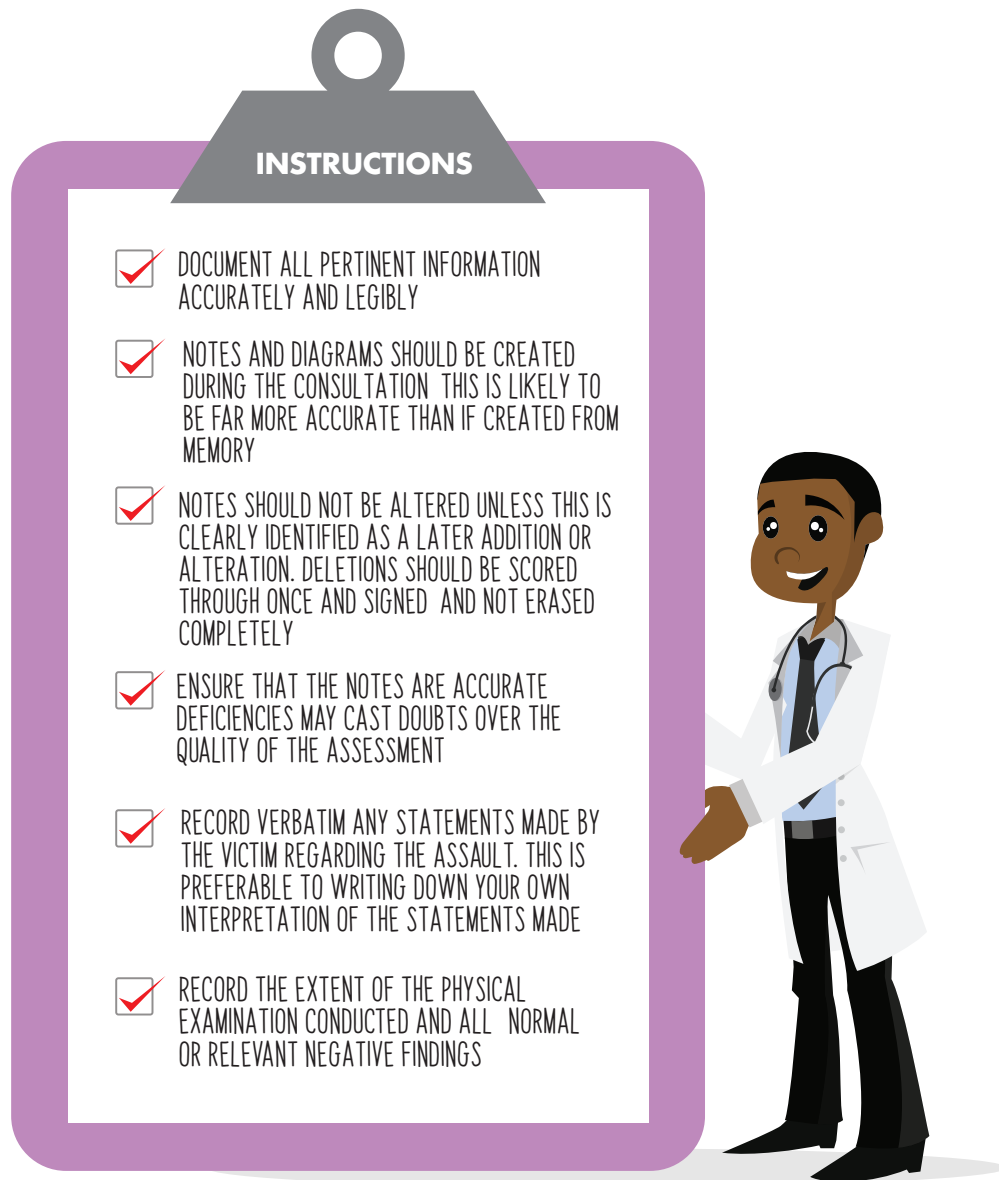 INSTRUCTIONS
DOCUMENT ALL PERTINENT INFORMATION
ACCURATELY AND LEGIBLY
NOTES AND DIAGRAMS SHOULD BE CREATED
DURING THE CONSULTATION THIS IS LIKELY TO
BE FAR MORE ACCURATE THAN IF CREATED FROM
MEMORY
NOTES SHOULD NOT BE ALTERED UNLESS THIS IS
CLEARLY IDENTIFIED AS A LATER ADDITION OR
ALTERATION. DELETIONS SHOULD BE SCORED
THROUGH ONCE AND SIGNED AND NOT ERASED
COMPLETELY
ENSURE THAT THE NOTES ARE ACCURATE
DEFICIENCIES MAY CAST DOUBTS OVER THE
QUALITY OF THE ASSESSMENT
RECORD VERBATIM ANY STATEMENTS MADE BY
THE VICTIM REGARDING THE ASSAULT. THIS IS
PREFERABLE TO WRITING DOWN YOUR OWN
INTERPRETATION OF THE STATEMENTS MADE
RECORD THE EXTENT OF THE PHYSICAL
EXAMINATION CONDUCTED AND ALL NORMAL
OR RELEVANT NEGATIVE FINDINGS